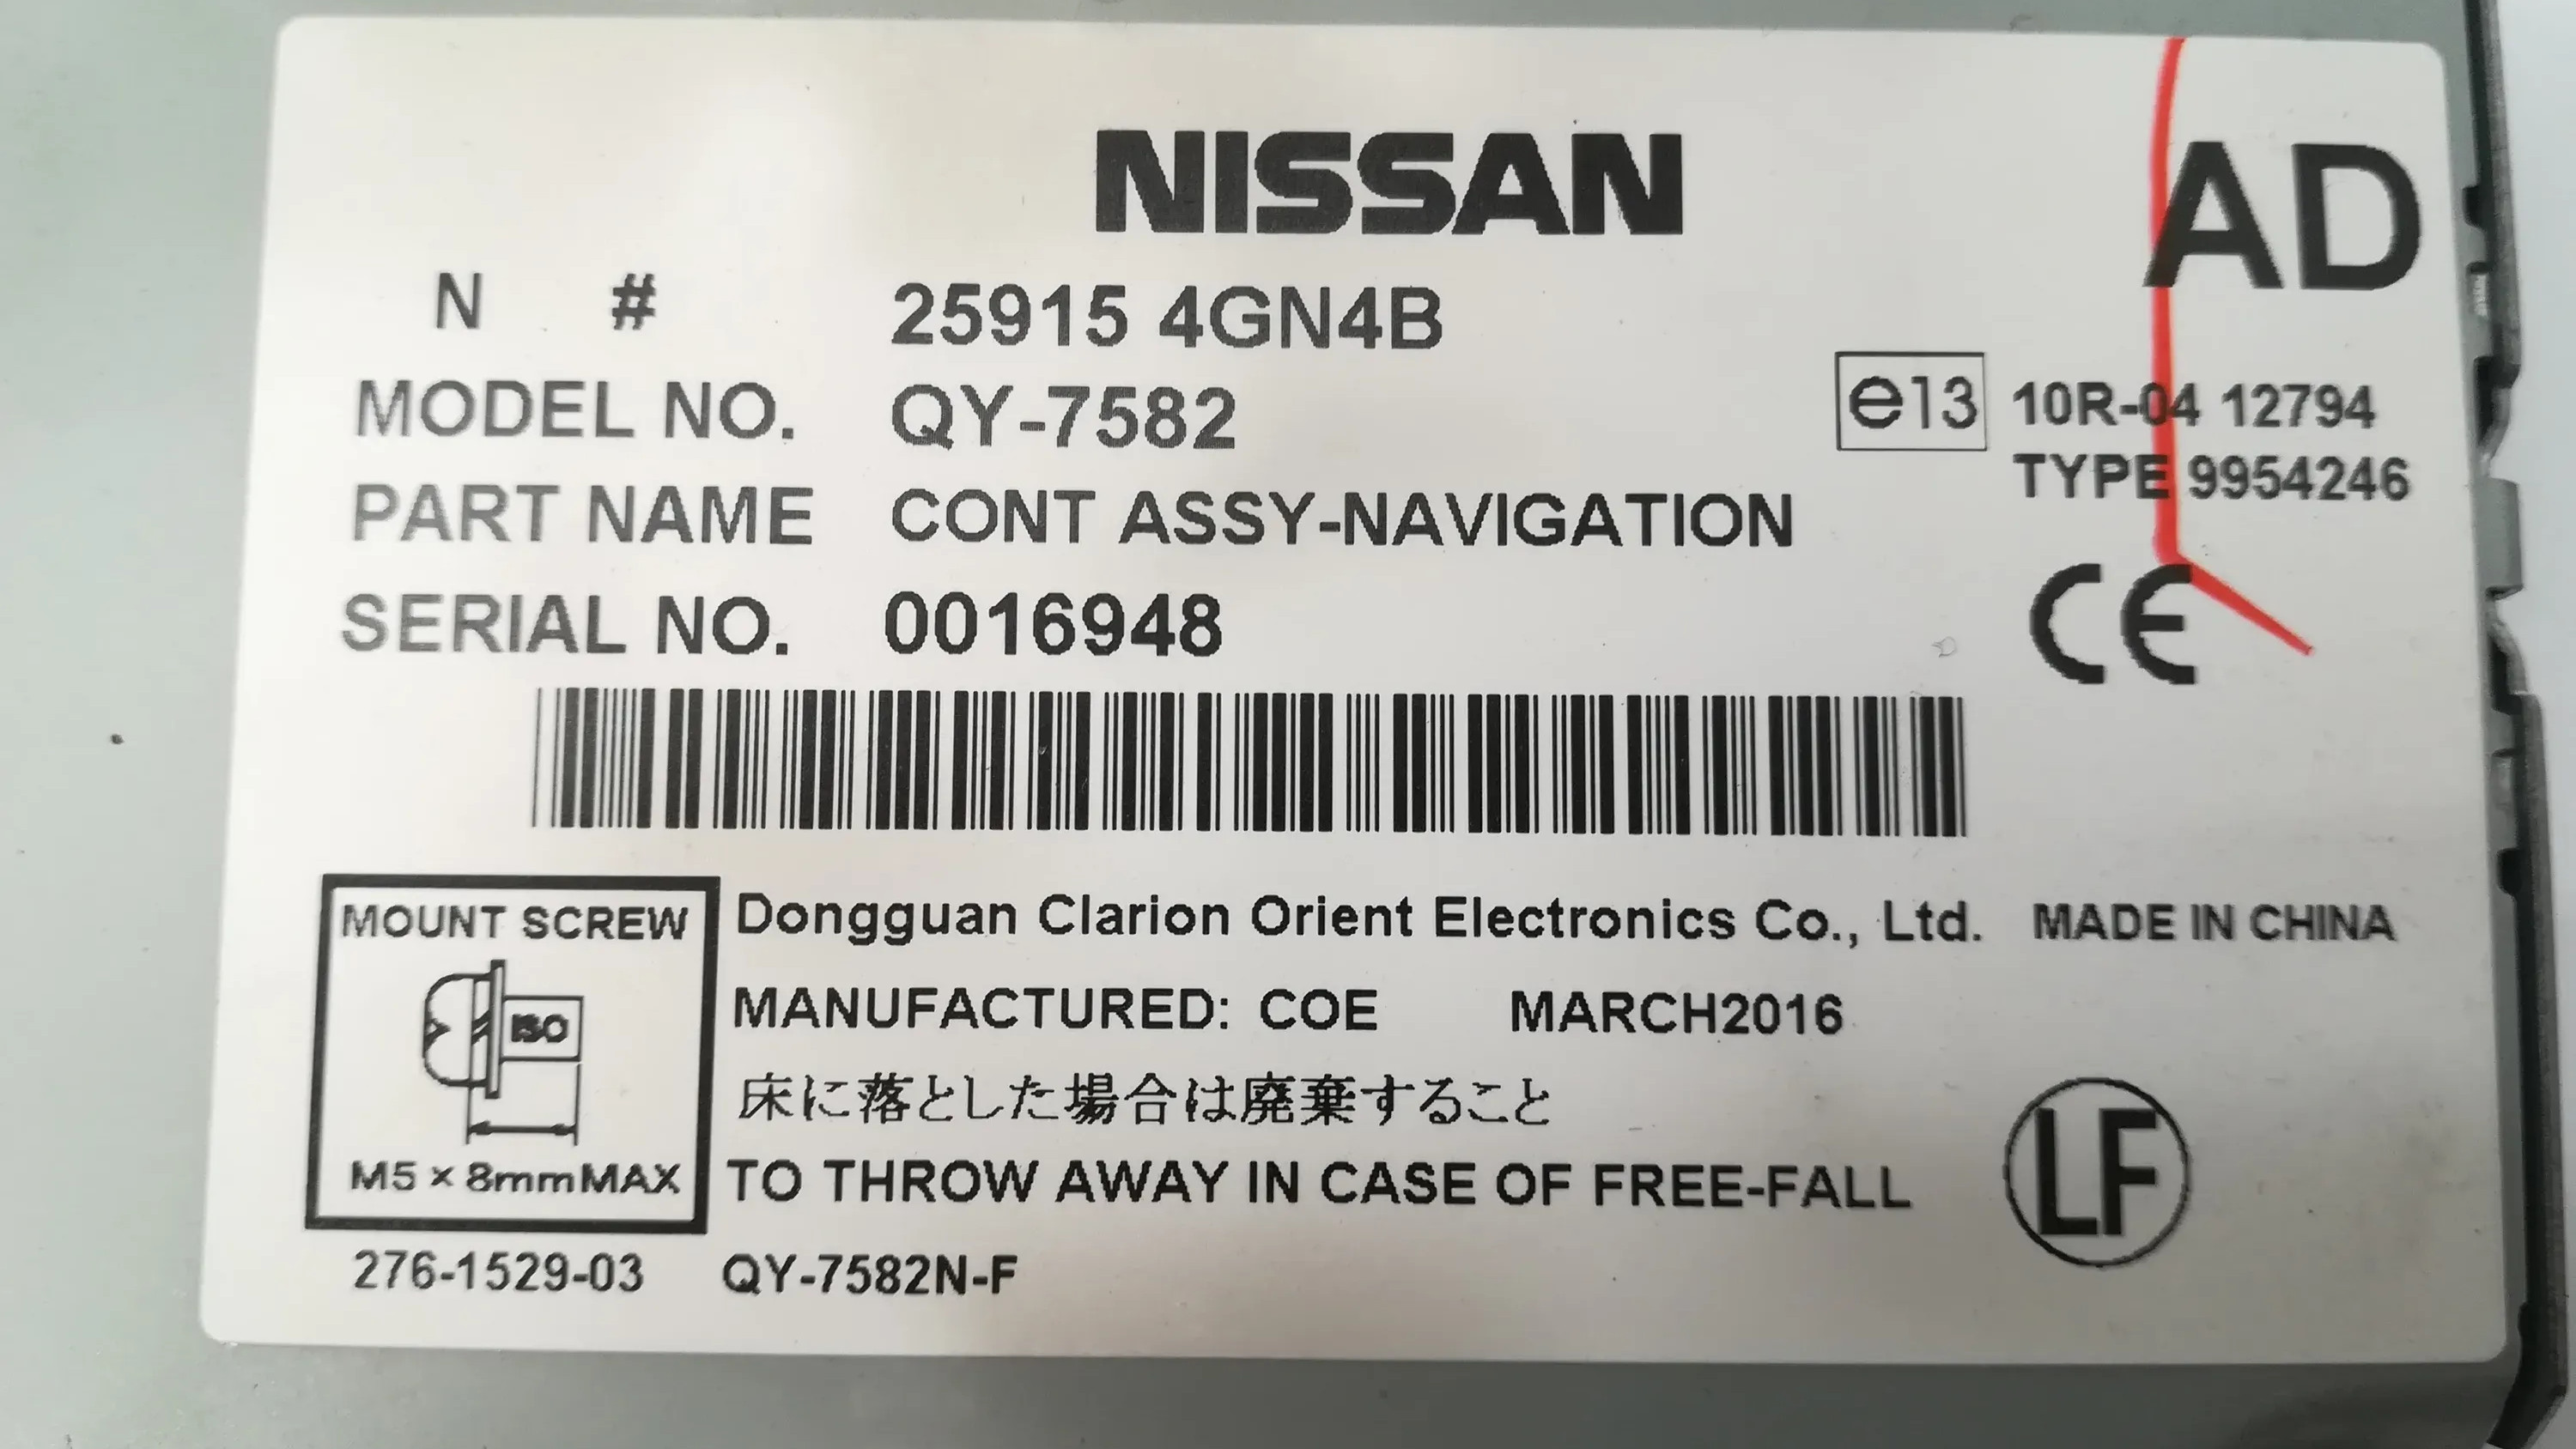 NISSAN
AD
N # 25915 4GN4B
MODEL NO. QY-7582
e13 10R-04 12794
TYPE 9954246
PART NAME CONT ASSY-NAVIGATION
SERIAL NO. 0016948
CE
MOUNT SCREW
ISO
M5 × 8mmMAX
Dongguan Clarion Orient Electronics Co., Ltd. MADE IN CHINA
MANUFACTURED: COE MARCH2016
床に落とした場合は廃棄すること
TO THROW AWAY IN CASE OF FREE-FALL
LF
276-1529-03 QY-7582N-F